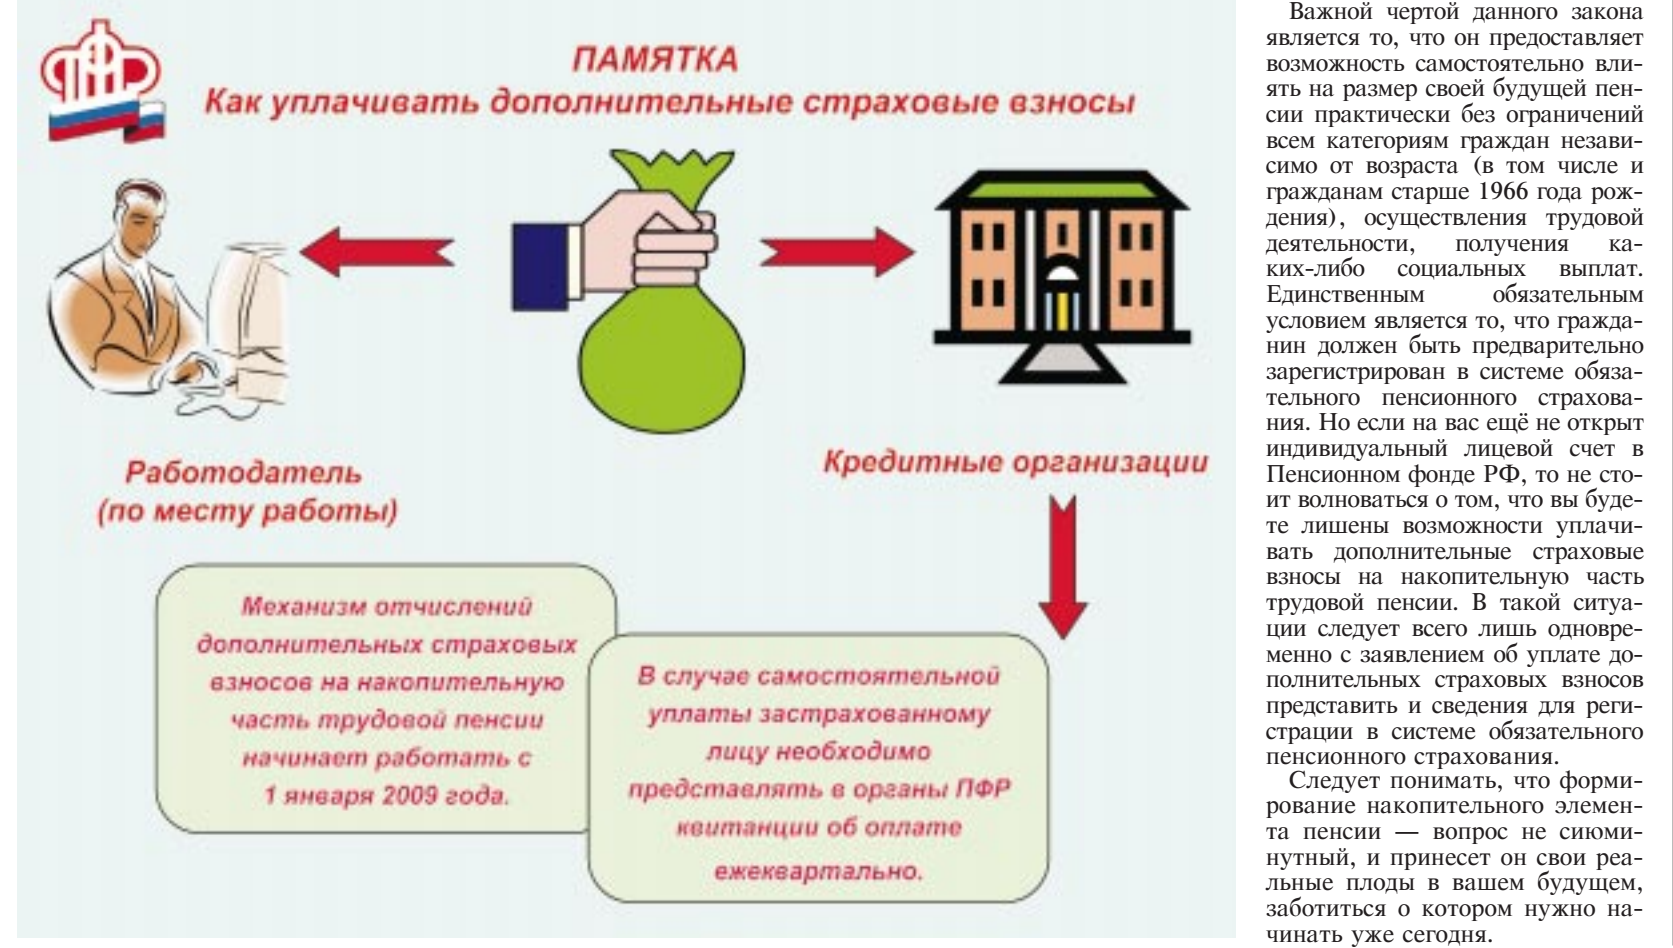 ПАМЯТКА
Как уплачивать дополнительные страховые взносы
Работодатель
(по месту работы)
Кредитные организации
Механизм отчислений
дополнительных страховых
взносов на накопительную
часть трудовой пенсии
начинает работать с
1 января 2009 года.
В случае самостоятельной
уплаты застрахованному
лицу необходимо
представлять в органы ПФР
квитанции об оплате
ежеквартально.
Важной чертой данного закона
является то, что он предоставляет
возможность самостоятельно вли-
ять на размер своей будущей пен-
сии практически без ограничений
всем категориям граждан незави-
симо от возраста (в том числе и
гражданам старше 1966 года рож-
дения), осуществления трудовой
деятельности, получения ка-
ких-либо социальных выплат.
Единственным обязательным
условием является то, что гражда-
нин должен быть предварительно
зарегистрирован в системе обяза-
тельного пенсионного страхова-
ния. Но если на вас ещё не открыт
индивидуальный лицевой счет в
Пенсионном фонде РФ, то не сто-
ит волноваться о том, что вы буде-
те лишены возможности уплачи-
вать дополнительные страховые
взносы на накопительную часть
трудовой пенсии. В такой ситуа-
ции следует всего лишь одновре-
менно с заявлением об уплате до-
полнительных страховых взносов
представить и сведения для реги-
страции в системе обязательного
пенсионного страхования.
Следует понимать, что форми-
рование накопительного элемен-
та пенсии — вопрос не сиюми-
нутный, и принесет он свои реа-
льные плоды в вашем будущем,
заботиться о котором нужно на-
чинать уже сегодня.